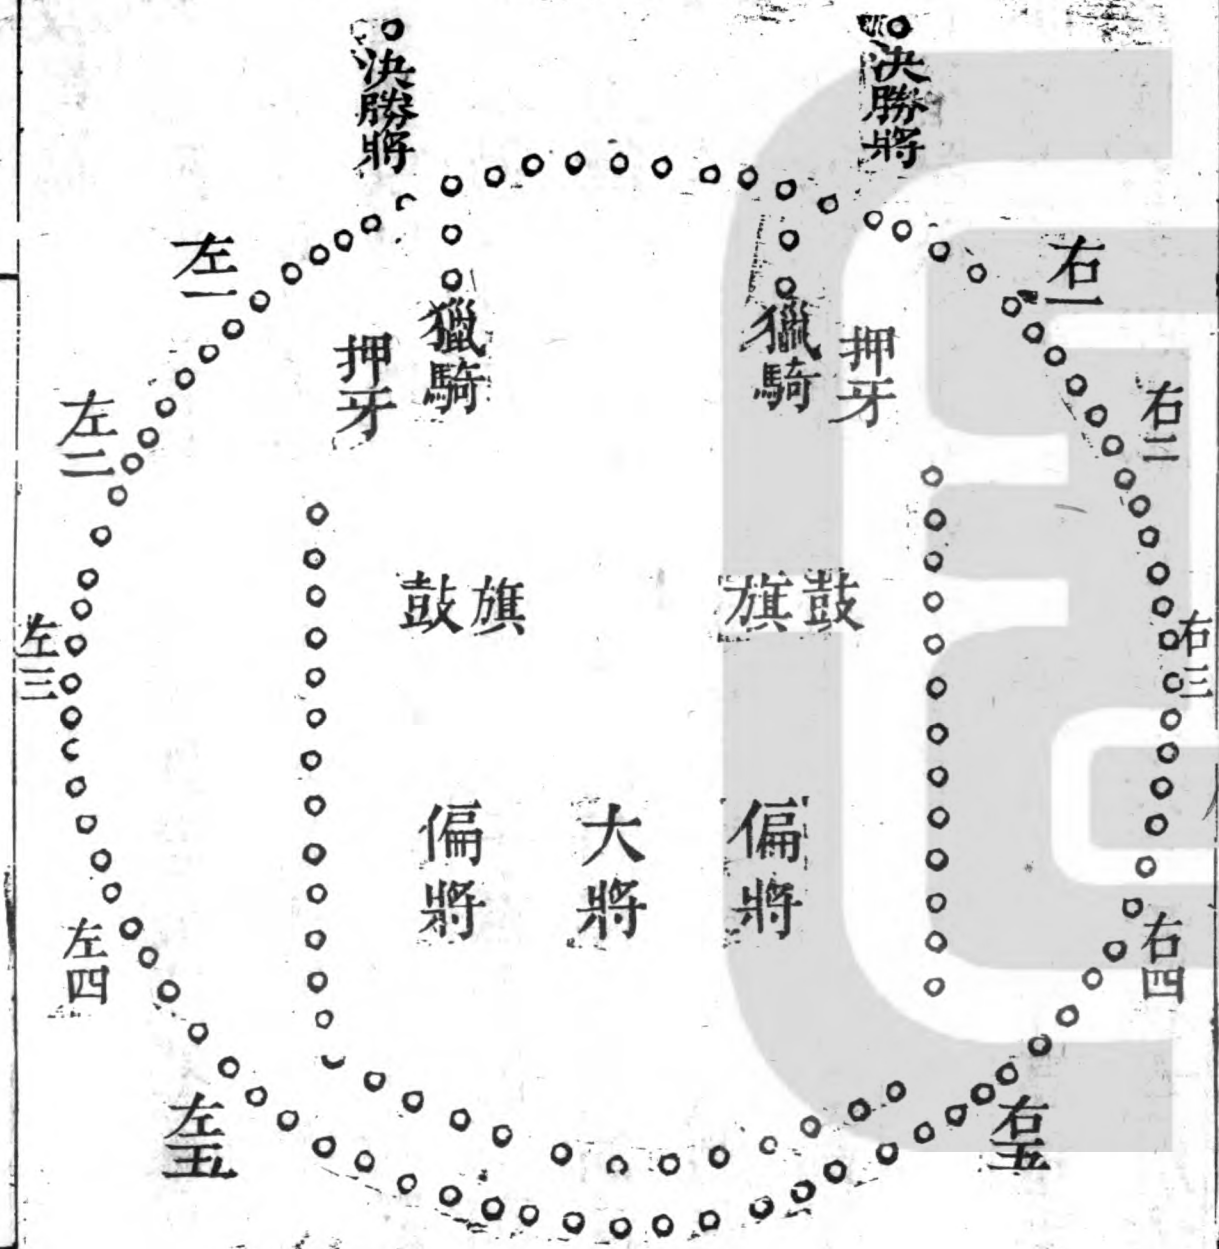 決勝將
決勝將
右一
左一
獵騎
押牙
獵騎
押牙
右二
左二
旗鼓
鼓旗
右三
左三
偏將
大將
偏將
右四
左四
右五
左五